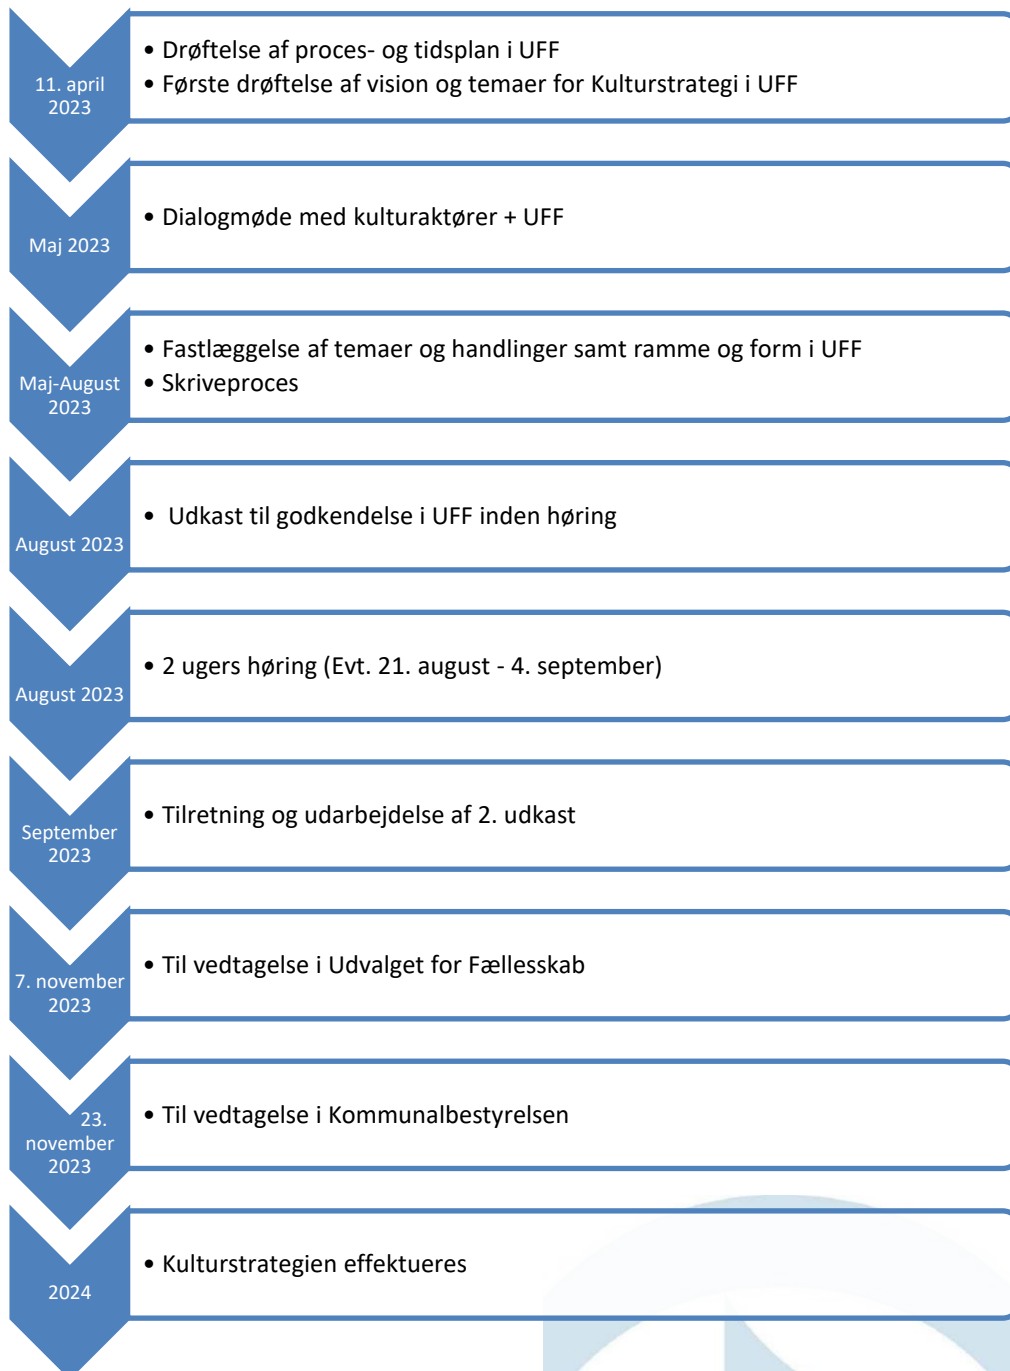 11. april
2023
• Drøftelse af proces- og tidsplan i UFF
• Første drøftelse af vision og temaer for Kulturstrategi i UFF
Maj 2023
• Dialogmøde med kulturaktører + UFF
Maj-August
2023
• Fastlæggelse af temaer og handlinger samt ramme og form i UFF
• Skriveproces
August 2023
• Udkast til godkendelse i UFF inden høring
August 2023
• 2 ugers høring (Evt. 21. august - 4. september)
September
2023
• Tilretning og udarbejdelse af 2. udkast
7. november
2023
• Til vedtagelse i Udvalget for Fællesskab
23.
november
2023
• Til vedtagelse i Kommunalbestyrelsen
2024
• Kulturstrategien effektueres